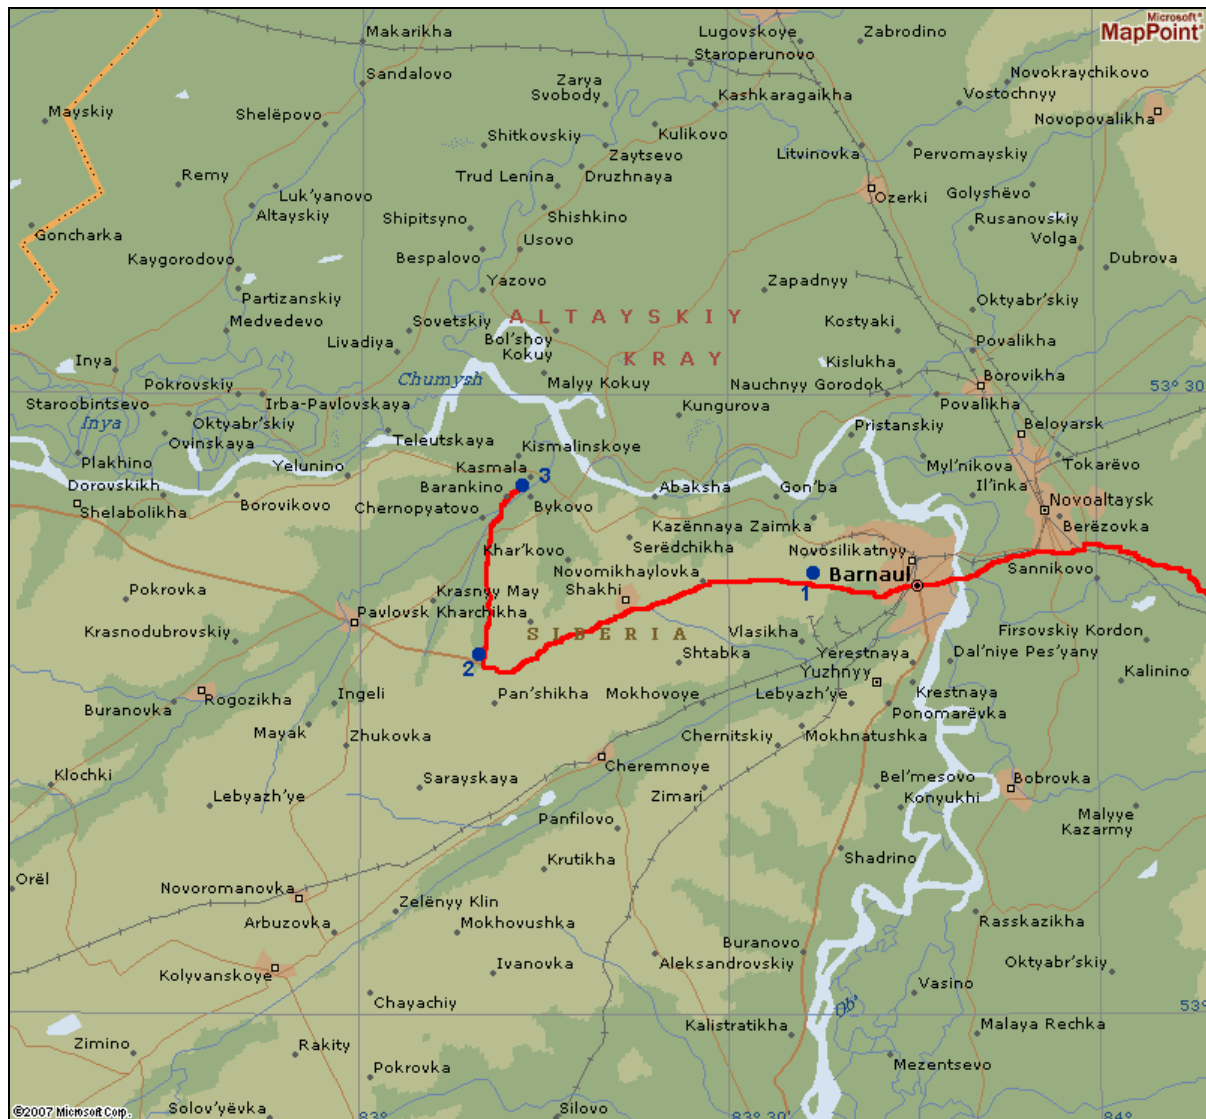 Microsoft®
MapPoint®
Makarikha
Lugovskoye
Zabrodino
Staroperunovo
Sandalovo
Zarya
Svobody
Novokraychikovo
Kashkaragaikha
Vostochnyy
Mayskiy
Shelëpovo
Novopovalikha
Shitkovskiy
Kulikovo
Zaytsevo
Litvinovka
Pervomayskiy
Remy
Trud Lenina
Druzhnaya
Luk'yanovo
Ozerki
Golyshëvo
Altayskiy
Shipitsyno
Shishkino
Rusanovskiy
Goncharka
Usovo
Volga
Kaygorodovo
Bespalovo
Dubrova
Yazovo
Zapadnyy
Partizanskiy
Oktyabr'skiy
ALTAYSKIY
Medvedevo
Sovetskiy
Kostyaki
Livadiya
Bol'shoy
Kokuy
Povalikha
Inya
KRAY
Kislukha
Pokrovskiy
Chumysh
Malyy Kokuy
Nauchnyy Gorodok
Borovikha
53° 30'
Staroobintsevo
Irba-Pavlovskaya
Povalikha
Inya
Oktyabr'skiy
Kungurova
Beloyarsk
Ovinskaya
Teleutskaya
Kismalinskoye
Pristanskiy
Plakhino
Yelunino
Kasmala
3
Myl'nikova
Tokarëvo
Dorovskikh
Barankino
Abaksha
Gon'ba
Il'inka
Shelabolikha
Borovikovo
Chernopyatovo
Bykovo
Novoaltaysk
Kazënnaya Zaimka
Berëzovka
Khar'kovo
Serëdchikha
Novosilikatnyy
Novomikhaylovka
Barnaul
Sannikovo
Pokrovka
Krasnyy May
Shakhi
1
Pavlovsk
Kharchikha
Krasnodubrovskiy
SIBERIA
Vlasikha
Firsovskiy Kordon
Shtabka
Yerestnaya
Dal'niye Pes'yany
2
Yuzhnyy
Kalinino
Rogozikha
Ingeli
Pan'shikha
Mokhovoye
Lebyazh'ye
Krestnaya
Buranovka
Ponomarëvka
Mayak
Zhukovka
Chernitskiy
Mokhnatushka
Klochki
Sarayskaya
Cheremnoye
Bel'mesovo
Bobrovka
Lebyazh'ye
Zimari
Konyukhi
Panfilovo
Malyye
Kazarmy
Krutikha
Shadrino
Orël
Novoromanovka
Zelënyy Klin
Arbuzovka
Mokhovushka
Rasskazikha
Buranovo
Kolyvanskoye
Ivanovka
Aleksandrovskiy
Oktyabr'skiy
Chayachiy
Vasino
Ob'
53°
Kalistratikha
Malaya Rechka
Zimino
Rakity
Pokrovka
Mezentsevo
©2007 Microsoft Corp.
Solov'yëvka
83°
Silovo
83° 30'
84°